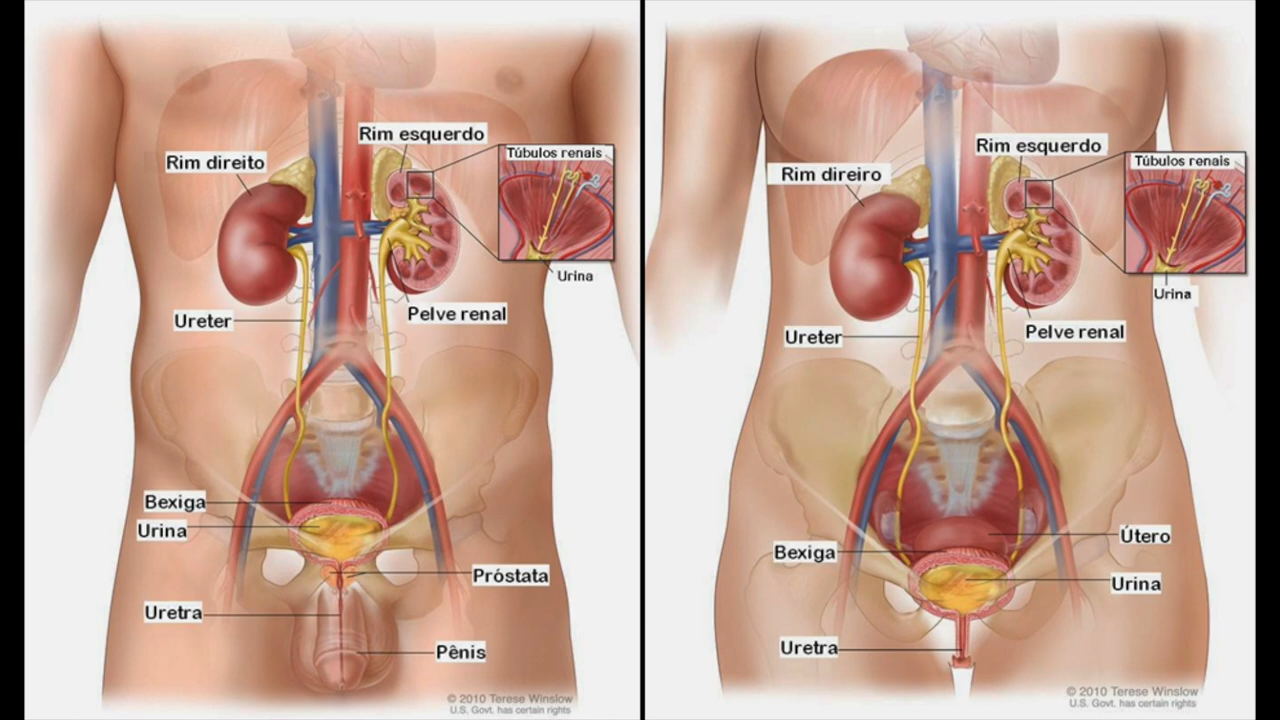 Rim esquerdo
Túbulos renais
Rim direito
Urina
Pelve renal
Ureter
Bexiga
Urina
Próstata
Uretra
Pênis
© 2010 Terese Winslow
U.S. Govt. has certain rights
Rim esquerdo
Túbulos renais
Rim direiro
Urina
Pelve renal
Ureter
Útero
Bexiga
Urina
Uretra
© 2010 Terese Winslow
U.S. Govt. has certain rights